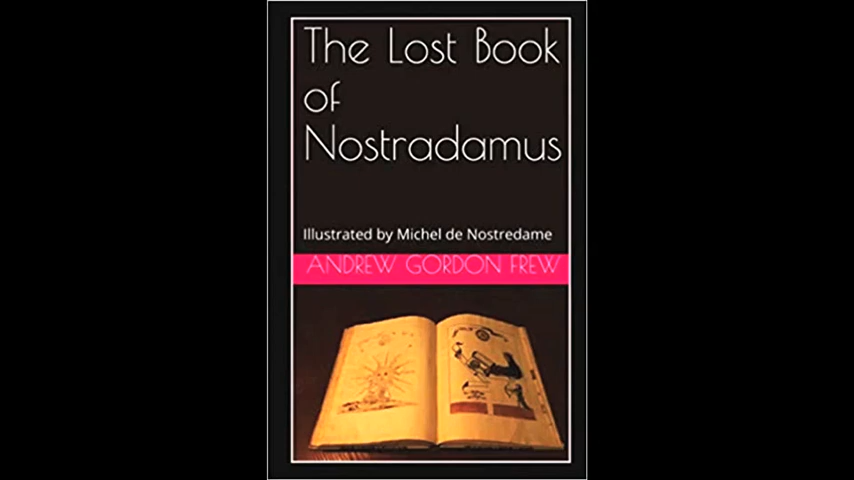 The Lost Book
of
Nostradamus
Illustrated by Michel de Nostredame
ANDREW GORDON FREW